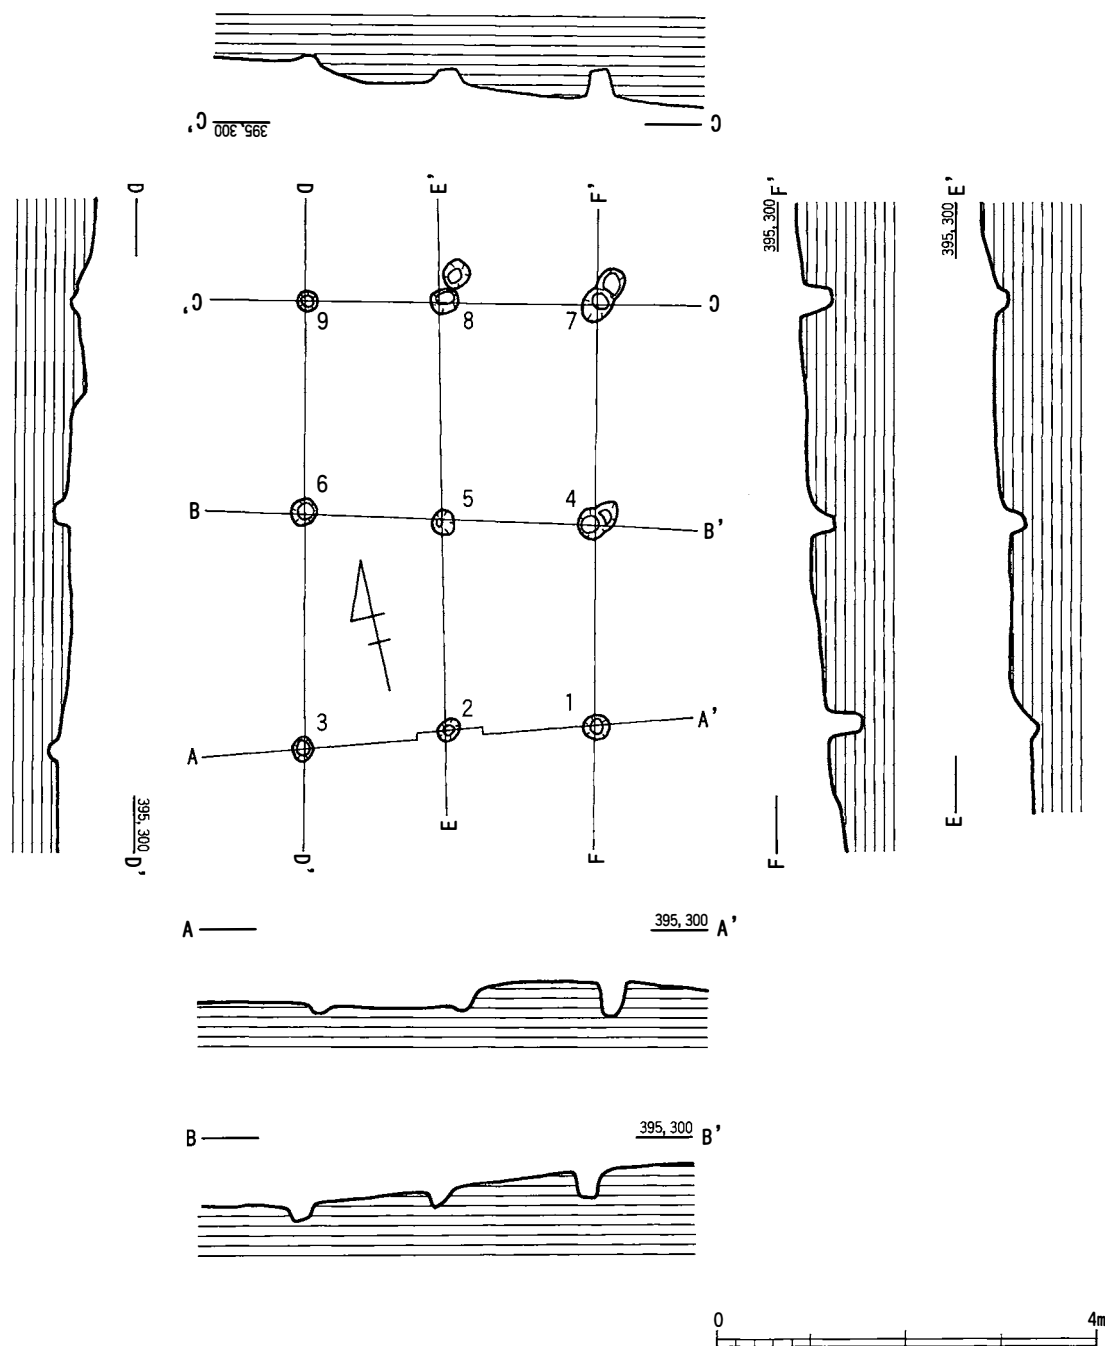 C' 395,300 C
D E' F' 395,300 F' 395,300 E'
C' 9 8 7 C
B 6 5 4 B'
A 3 2 1 A'
395,300 D' D' E F F E
A 395,300 A'
B 395,300 B'
0 4m